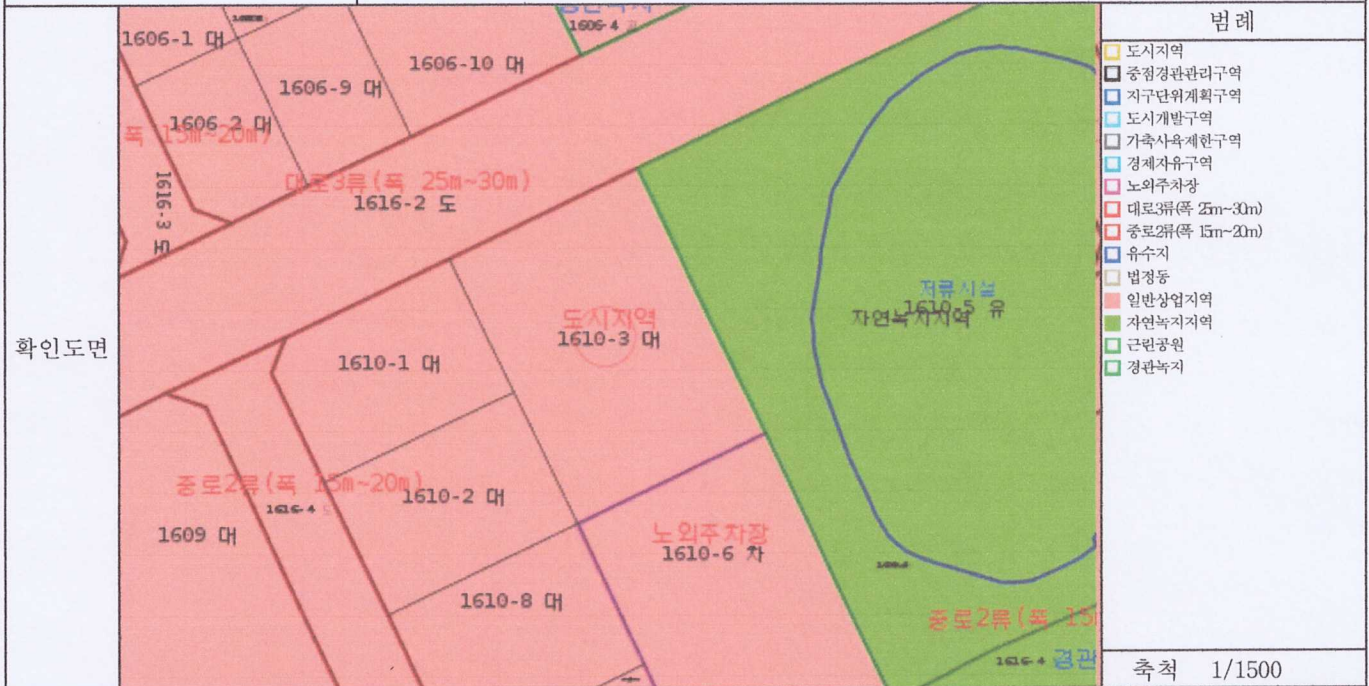 확인도면
1606-4
1606-1 대
1606-10 대
1606-9 대
1606-2 대
폭 15m~20m)
대로3류(폭 25m~30m)
1616-3 도
1616-2 도
저류시설
1610-5 유
자연녹지지역
도시지역
1610-3 대
1610-1 대
중로2류(폭 15m~20m)
1610-2 대
1616-4
1609 대
노외주차장
1610-6 차
1610-8 대
중로2류(폭 15
1616-4 경관
범례
도시지역
중점경관관리구역
지구단위계획구역
도시개발구역
가축사육제한구역
경제자유구역
노외주차장
대로3류(폭 25m~30m)
중로2류(폭 15m~20m)
유수지
법정동
일반상업지역
자연녹지지역
근린공원
경관녹지
축척 1/1500